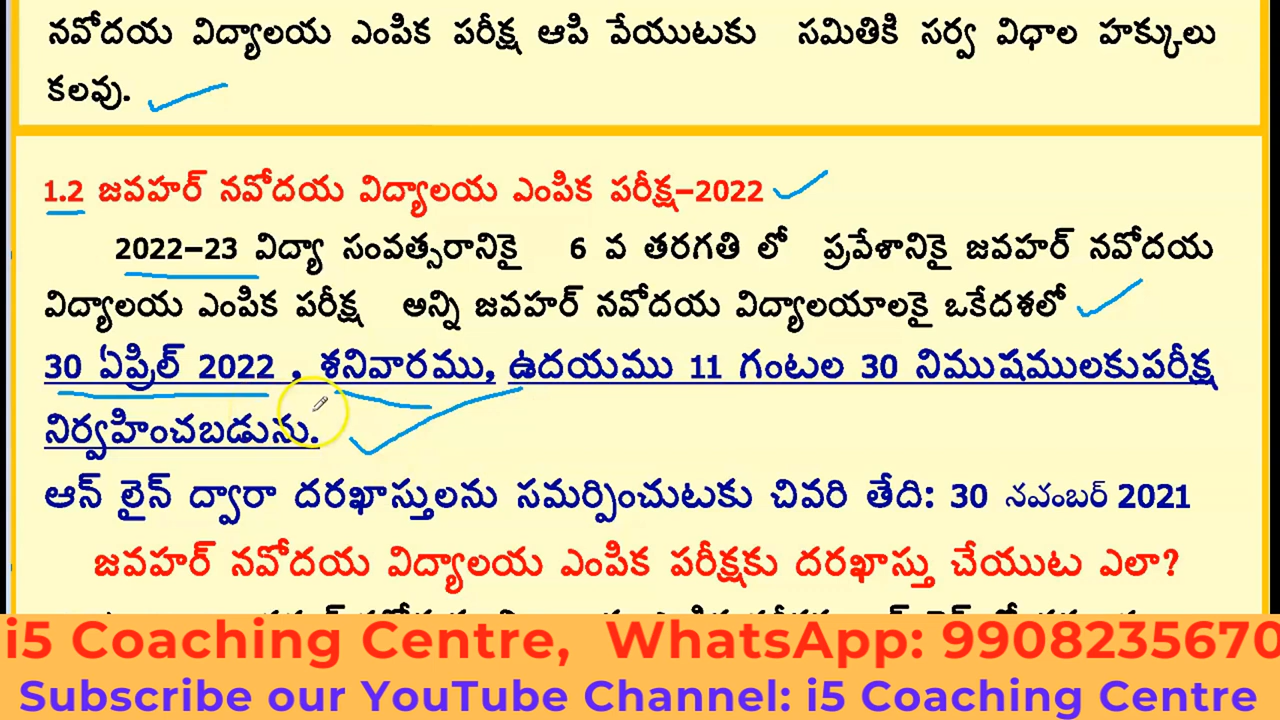 నవోదయ విద్యాలయ ఎంపిక పరీక్ష ఆపి వేయుటకు సమితికి సర్వ విధాల హక్కులు
కలవు.
1.2 జవహర్ నవోదయ విద్యాలయ ఎంపిక పరీక్ష-2022
2022-23 విద్యా సంవత్సరానికై 6 వ తరగతి లో ప్రవేశానికై జవహర్ నవోదయ
విద్యాలయ ఎంపిక పరీక్ష అన్ని జవహర్ నవోదయ విద్యాలయాలకై ఒకేదశలో
30 ఏప్రిల్ 2022 , శనివారము, ఉదయము 11 గంటల 30 నిముషములకుపరీక్ష
నిర్వహించబడును.
ఆన్ లైన్ ద్వారా దరఖాస్తులను సమర్పించుటకు చివరి తేది: 30 నవంబర్ 2021
జవహర్ నవోదయ విద్యాలయ ఎంపిక పరీక్షకు దరఖాస్తు చేయుట ఎలా?
i5 Coaching Centre, WhatsApp: 9908235670
Subscribe our YouTube Channel: i5 Coaching Centre